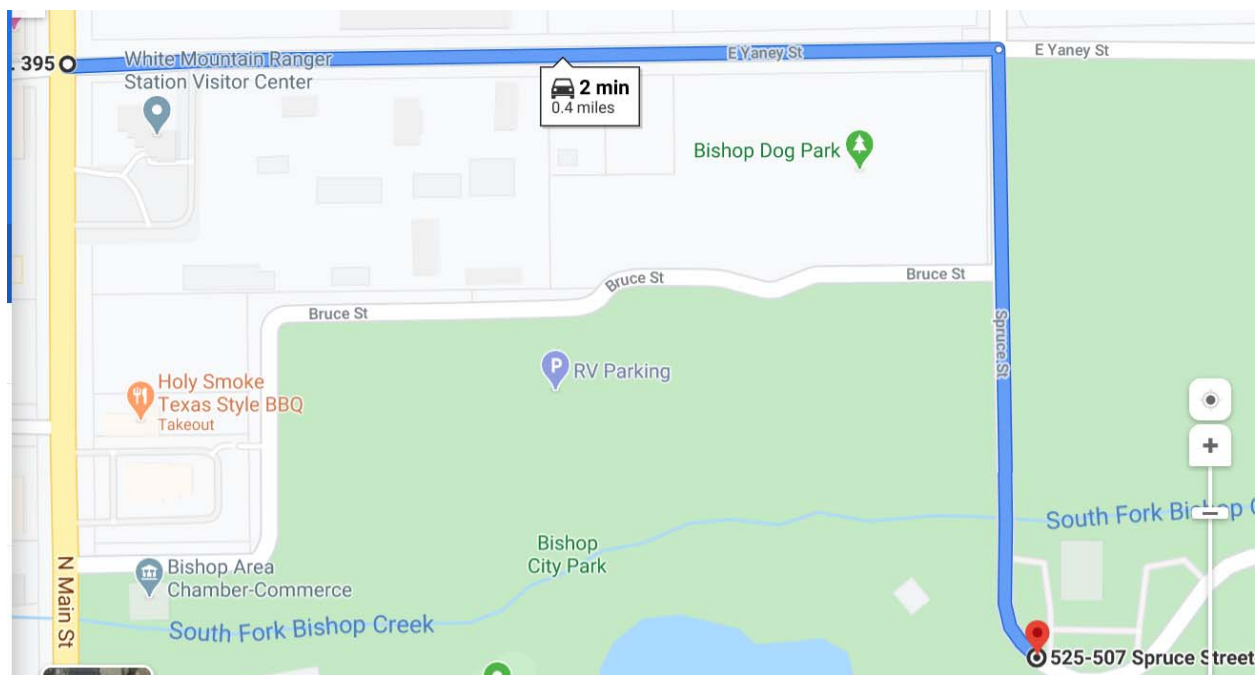 . 395
White Mountain Ranger
Station Visitor Center
E Yaney St
E Yaney St
2 min
0.4 miles
Bishop Dog Park
Bruce St
Bruce St
Bruce St
Spruce St
RV Parking
Holy Smoke
Texas Style BBQ
Takeout
South Fork Bishop C
Bishop
City Park
Bishop Area
Chamber-Commerce
N Main St
South Fork Bishop Creek
525-507 Spruce Street